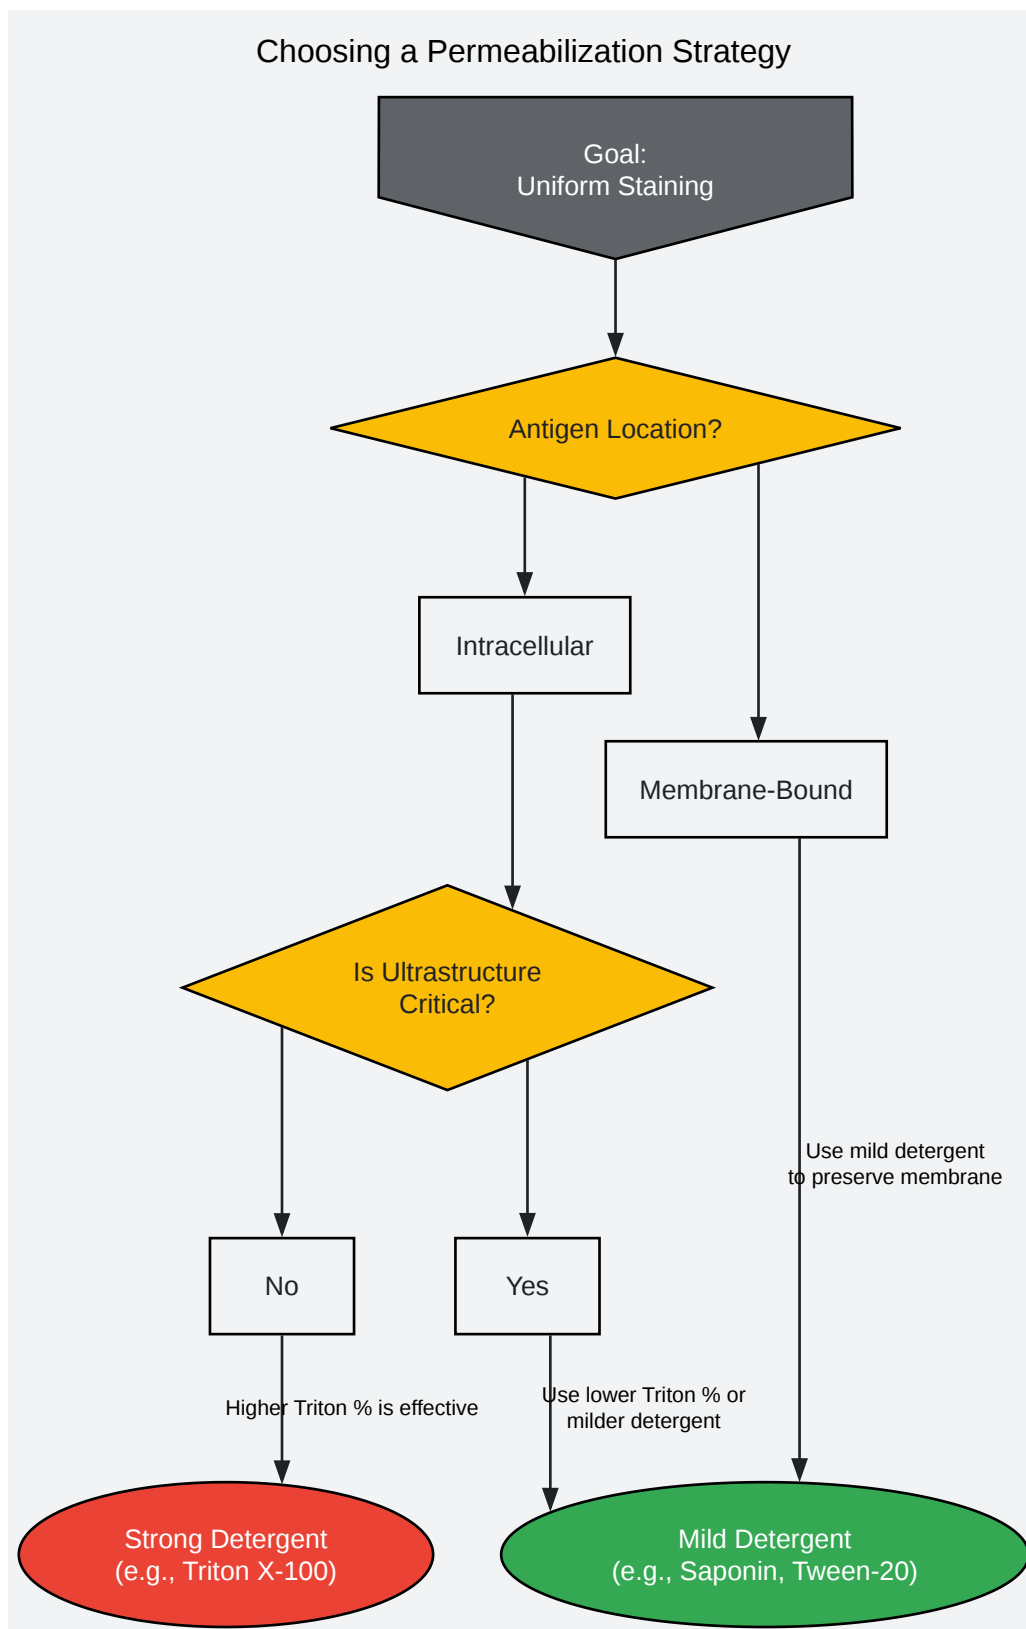 Choosing a Permeabilization Strategy
Goal:
Uniform Staining
Antigen Location?
Intracellular
Membrane-Bound
Is Ultrastructure
Critical?
Use mild detergent
to preserve membrane
No
Yes
Higher Triton % is effective
Use lower Triton % or
milder detergent
Strong Detergent
(e.g., Triton X-100)
Mild Detergent
(e.g., Saponin, Tween-20)